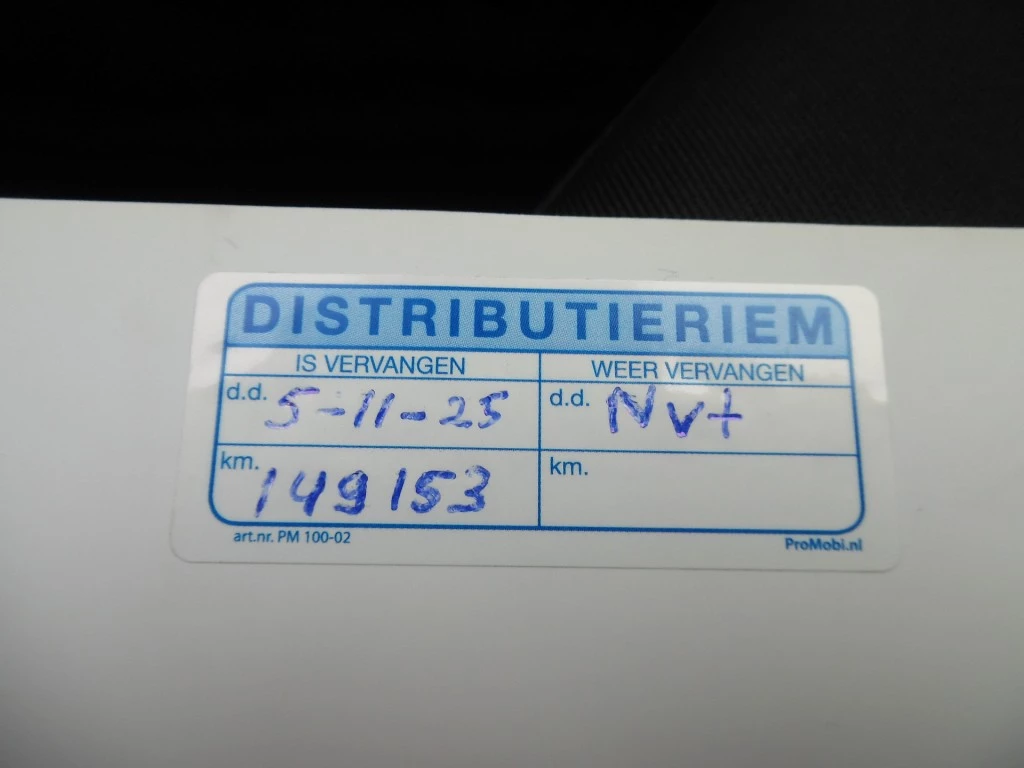 DISTRIBUTIERIEM
IS VERVANGEN WEER VERVANGEN
d.d. 5-11-25 d.d. Nvt
km. 149153 km.
art.nr. PM 100-02 ProMobi.nl